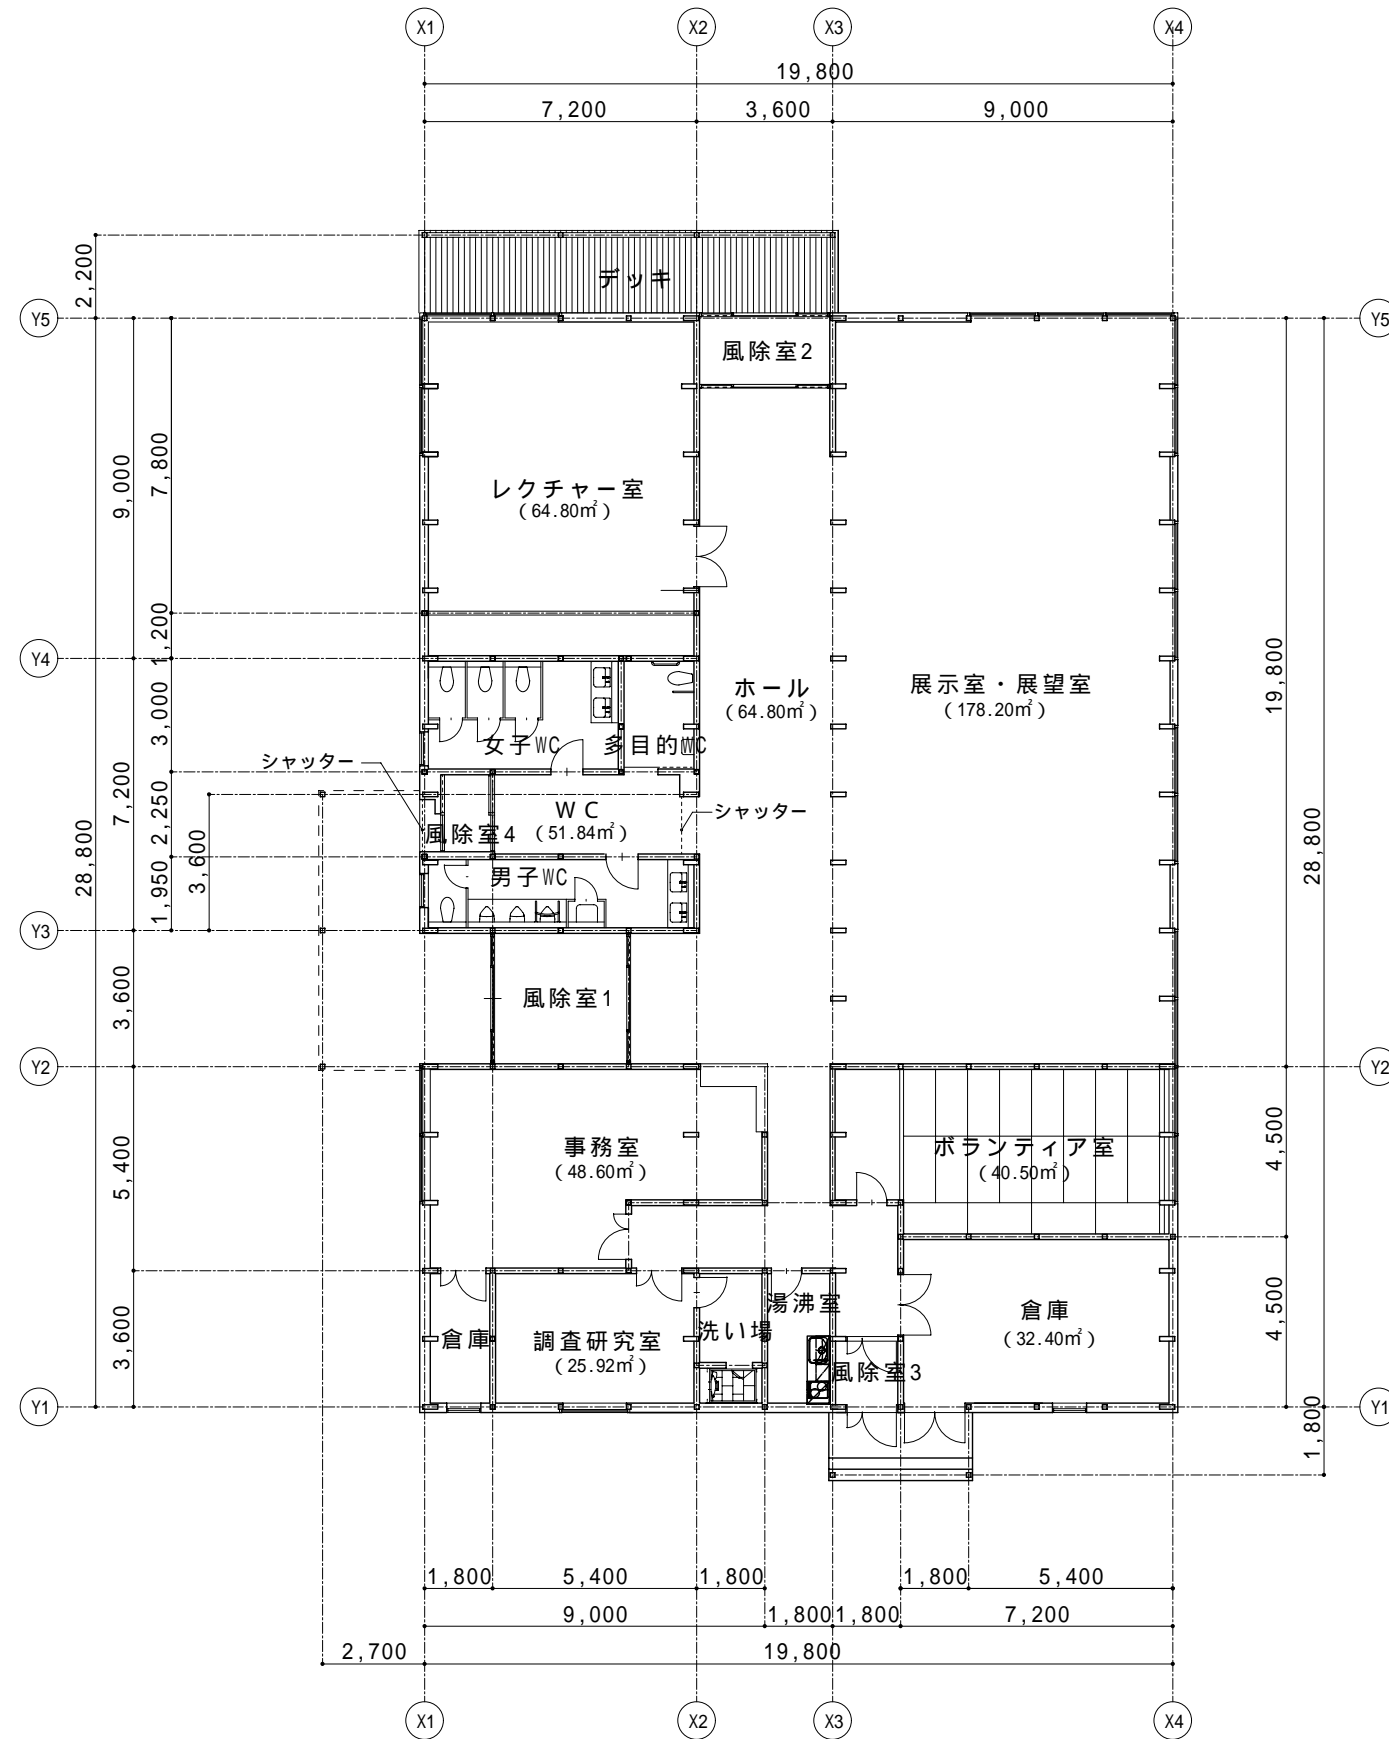 X1 X2 X3 X4
19,800
7,200 3,600 9,000
2,200
デッキ
Y5 Y5
風除室2
7,800
9,000
レクチャー室
(64.80㎡)
1,200
Y4
19,800
3,000
ホール
(64.80㎡)
展示室・展望室
(178.20㎡)
女子WC 多目的WC
シャッター
7,200
2,250
WC
(51.84㎡)
シャッター
風除室4
3,600
28,800
28,800
1,950
男子WC
Y3
3,600
風除室1
Y2 Y2
5,400
事務室
(48.60㎡)
ボランティア室
(40.50㎡)
4,500
湯沸室
倉庫
(32.40㎡)
4,500
3,600
倉庫
調査研究室
(25.92㎡)
洗い場
風除室3
Y1 Y1
1,800
1,800 5,400 1,800 1,800 5,400
9,000 1,800 1,800 7,200
2,700 19,800
X1 X2 X3 X4